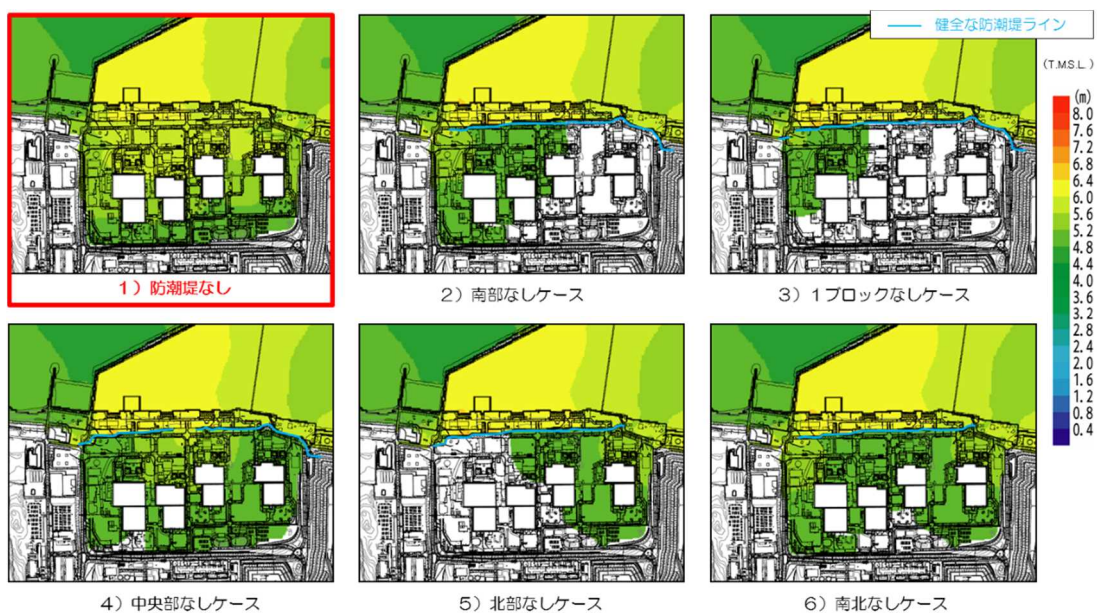 健全な防潮堤ライン
(T.M.S.L.)
(m)
8.0
7.6
7.2
6.8
6.4
6.0
5.6
5.2
4.8
4.4
4.0
3.6
3.2
2.8
2.4
2.0
1.6
1.2
0.8
0.4
1）防潮堤なし
2）南部なしケース
3）1ブロックなしケース
4）中央部なしケース
5）北部なしケース
6）南北なしケース